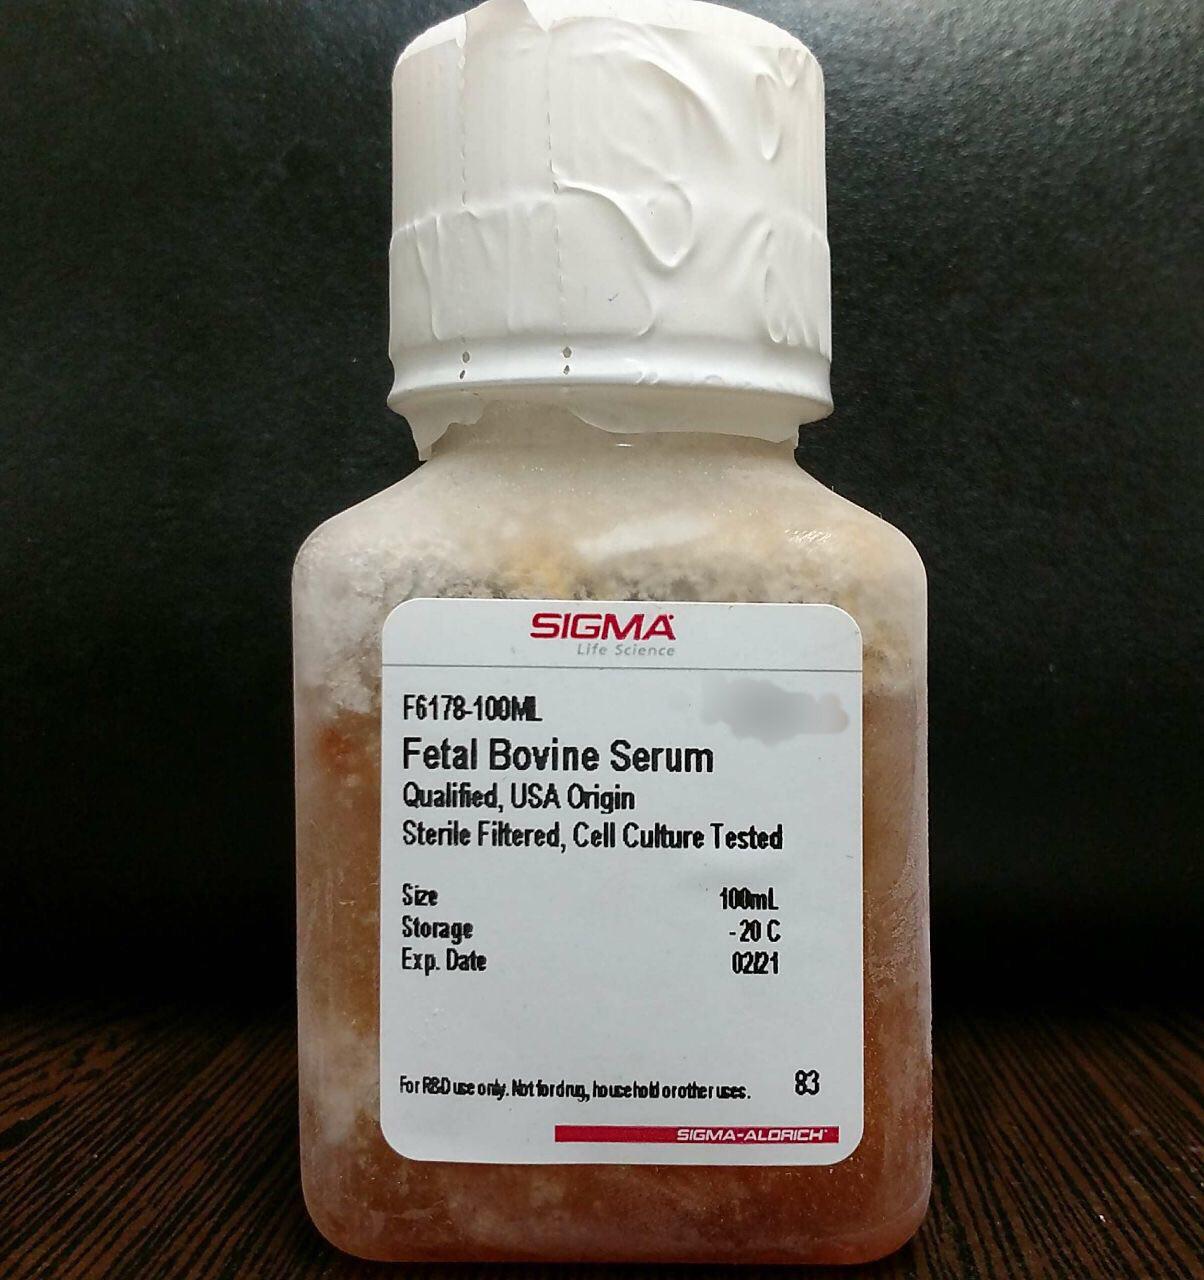 SIGMA
Life Science
F6178-100ML
Fetal Bovine Serum
Qualified, USA Origin
Sterile Filtered, Cell Culture Tested
Size 100mL
Storage -20 C
Exp. Date 02/21
For R&D use only. Not for drug, household or other uses. 83
SIGMA-ALDRICH